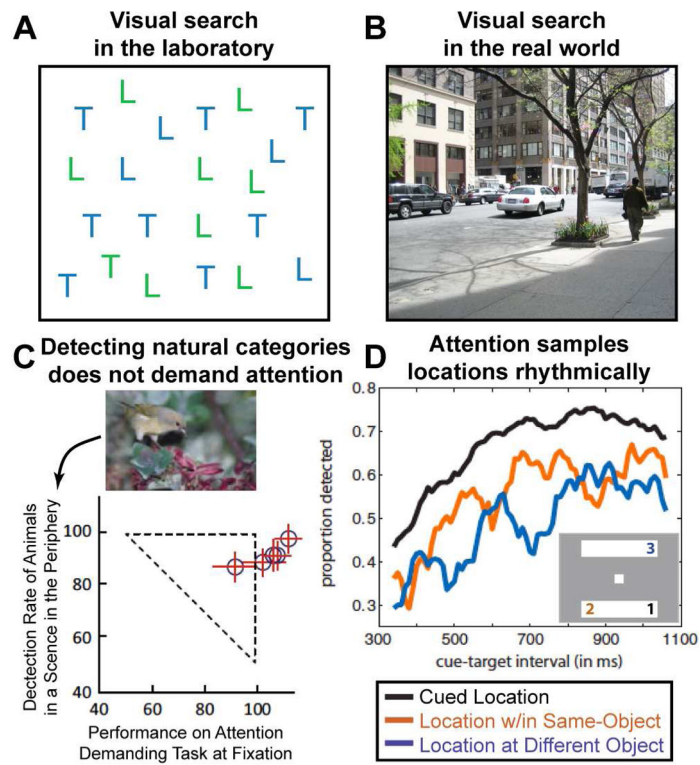 A
Visual search
in the laboratory
L L
T L T T
L
L L L L
T T L T
T L
T L T L
B
Visual search
in the real world
C
Detecting natural categories
does not demand attention
Dectection Rate of Animals
in a Scence in the Periphery
100
80
60
40
40 60 80 100
Performance on Attention
Demanding Task at Fixation
D
Attention samples
locations rhythmically
proportion detected
0.8
0.7
0.6
0.5
0.4
0.3
3
2 1
300 500 700 900 1100
cue-target interval (in ms)
Cued Location
Location w/in Same-Object
Location at Different Object